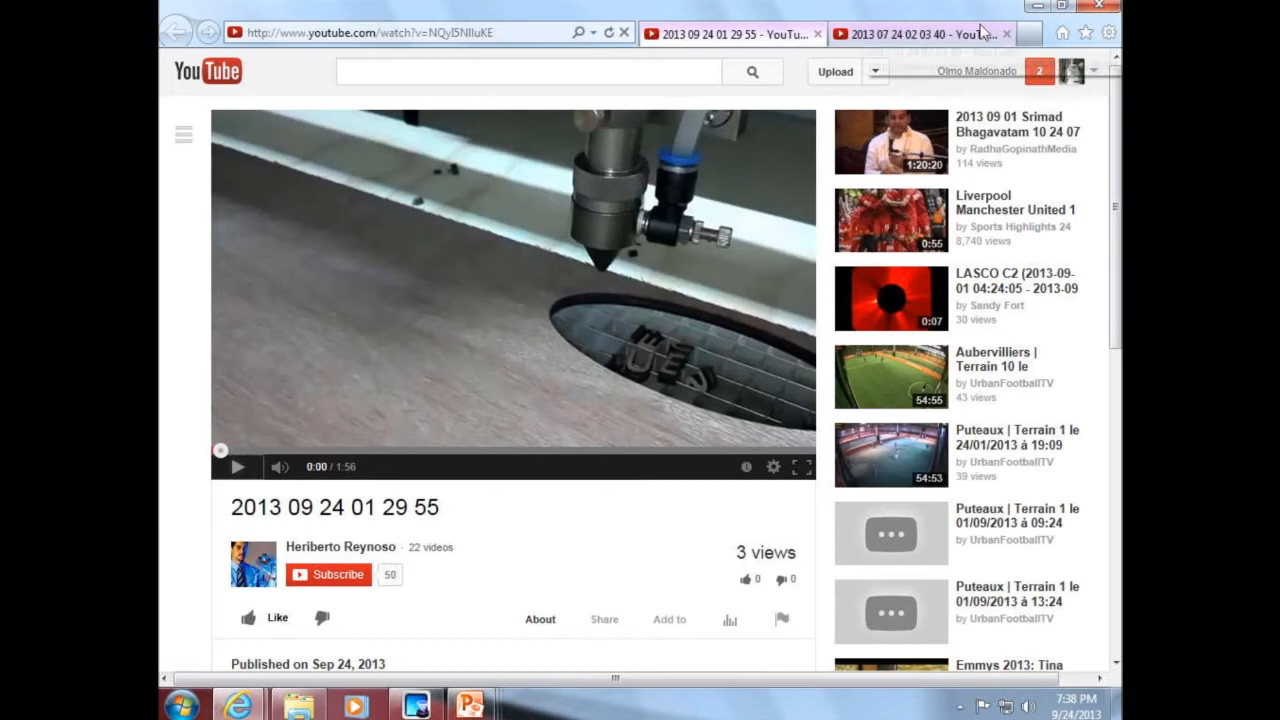 http://www.youtube.com/watch?v=NQyI5NIluKE
2013 09 24 01 29 55 - YouTu...
2013 07 24 02 03 40 - YouT...
YouTube
Upload
Olmo Maldonado
2
2013 09 01 Srimad
Bhagavatam 10 24 07
by RadhaGopinathMedia
114 views
1:20:20
Liverpool
Manchester United 1
by Sports Highlights 24
8,740 views
0:55
LASCO C2 (2013-09-
01 04:24:05 - 2013-09
by Sandy Fort
30 views
0:07
Aubervilliers |
Terrain 10 le
by UrbanFootballTV
43 views
54:55
Puteaux | Terrain 1 le
24/01/2013 à 19:09
by UrbanFootballTV
39 views
54:53
Puteaux | Terrain 1 le
01/09/2013 à 09:24
by UrbanFootballTV
Puteaux | Terrain 1 le
01/09/2013 à 13:24
by UrbanFootballTV
Emmys 2013: Tina
0:00 / 1:56
2013 09 24 01 29 55
Heriberto Reynoso · 22 videos
Subscribe 50
3 views
0 0
Like
About Share Add to
Published on Sep 24, 2013
7:38 PM
9/24/2013